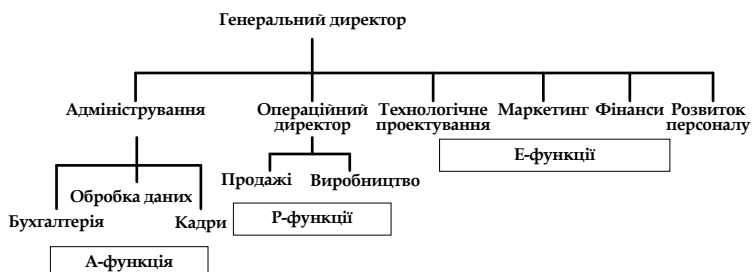 Генеральний директор
Адміністрування
Операційний
директор
Технологічне
проектування
Маркетинг
Фінанси
Розвиток
персоналу
Е-функції
Продажі
Виробництво
Р-функції
Обробка даних
Бухгалтерія
Кадри
А-функція